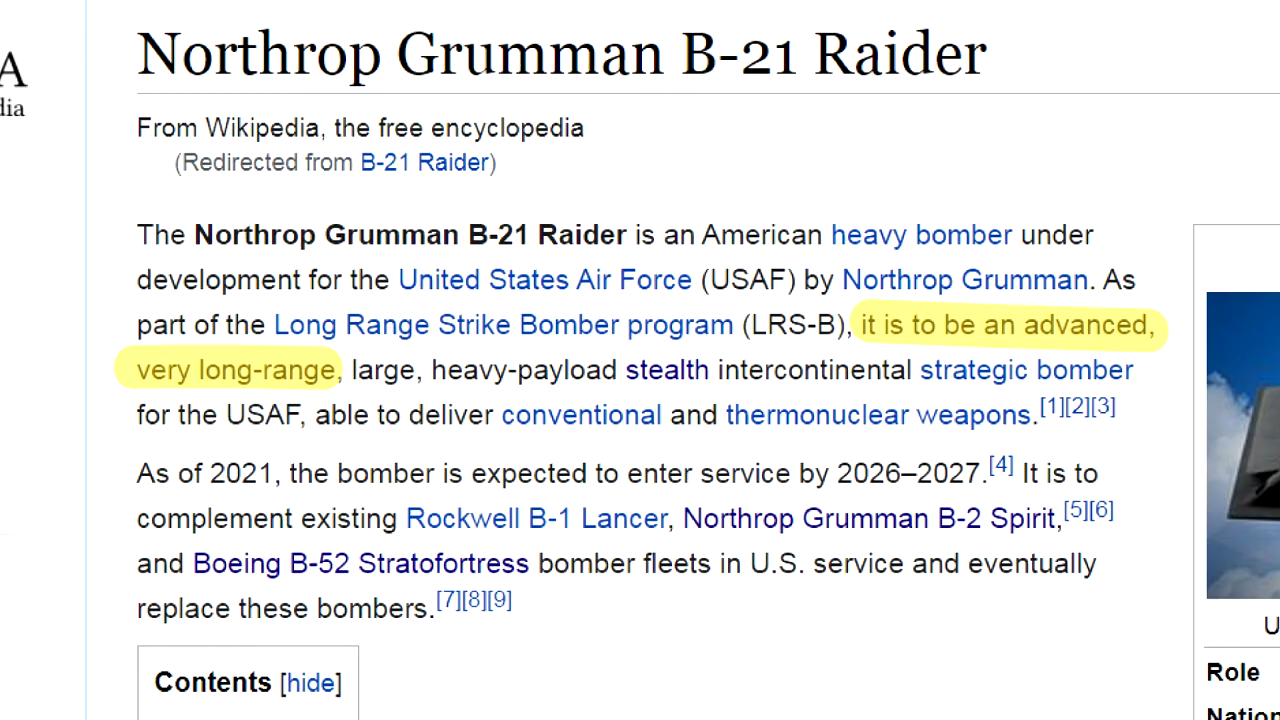 A
dia
Northrop Grumman B-21 Raider
From Wikipedia, the free encyclopedia
(Redirected from B-21 Raider)
The Northrop Grumman B-21 Raider is an American heavy bomber under
development for the United States Air Force (USAF) by Northrop Grumman. As
part of the Long Range Strike Bomber program (LRS-B), it is to be an advanced,
very long-range, large, heavy-payload stealth intercontinental strategic bomber
for the USAF, able to deliver conventional and thermonuclear weapons.[1][2][3]
As of 2021, the bomber is expected to enter service by 2026–2027.[4] It is to
complement existing Rockwell B-1 Lancer, Northrop Grumman B-2 Spirit,[5][6]
and Boeing B-52 Stratofortress bomber fleets in U.S. service and eventually
replace these bombers.[7][8][9]
Contents [hide]
U
Role
Nation